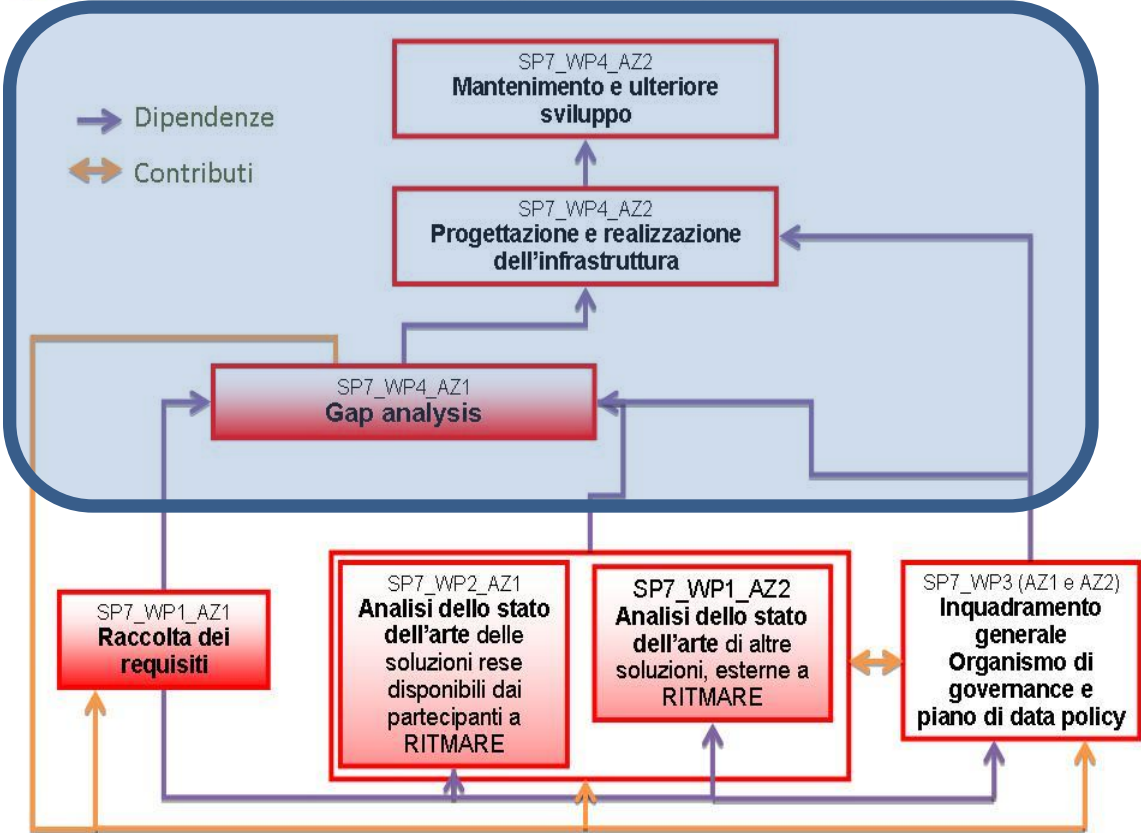 SP7_WP4_AZ2
Mantenimento e ulteriore
sviluppo
Dipendenze
Contributi
SP7_WP4_AZ2
Progettazione e realizzazione
dell'infrastruttura
SP7_WP4_AZ1
Gap analysis
SP7_WP1_AZ1
Raccolta dei
requisiti
SP7_WP2_AZ1
Analisi dello stato
dell'arte delle
soluzioni rese
disponibili dai
partecipanti a
RITMARE
SP7_WP1_AZ2
Analisi dello stato
dell'arte di altre
soluzioni, esterne a
RITMARE
SP7_WP3 (AZ1 e AZ2)
Inquadramento
generale
Organismo di
governance e
piano di data policy